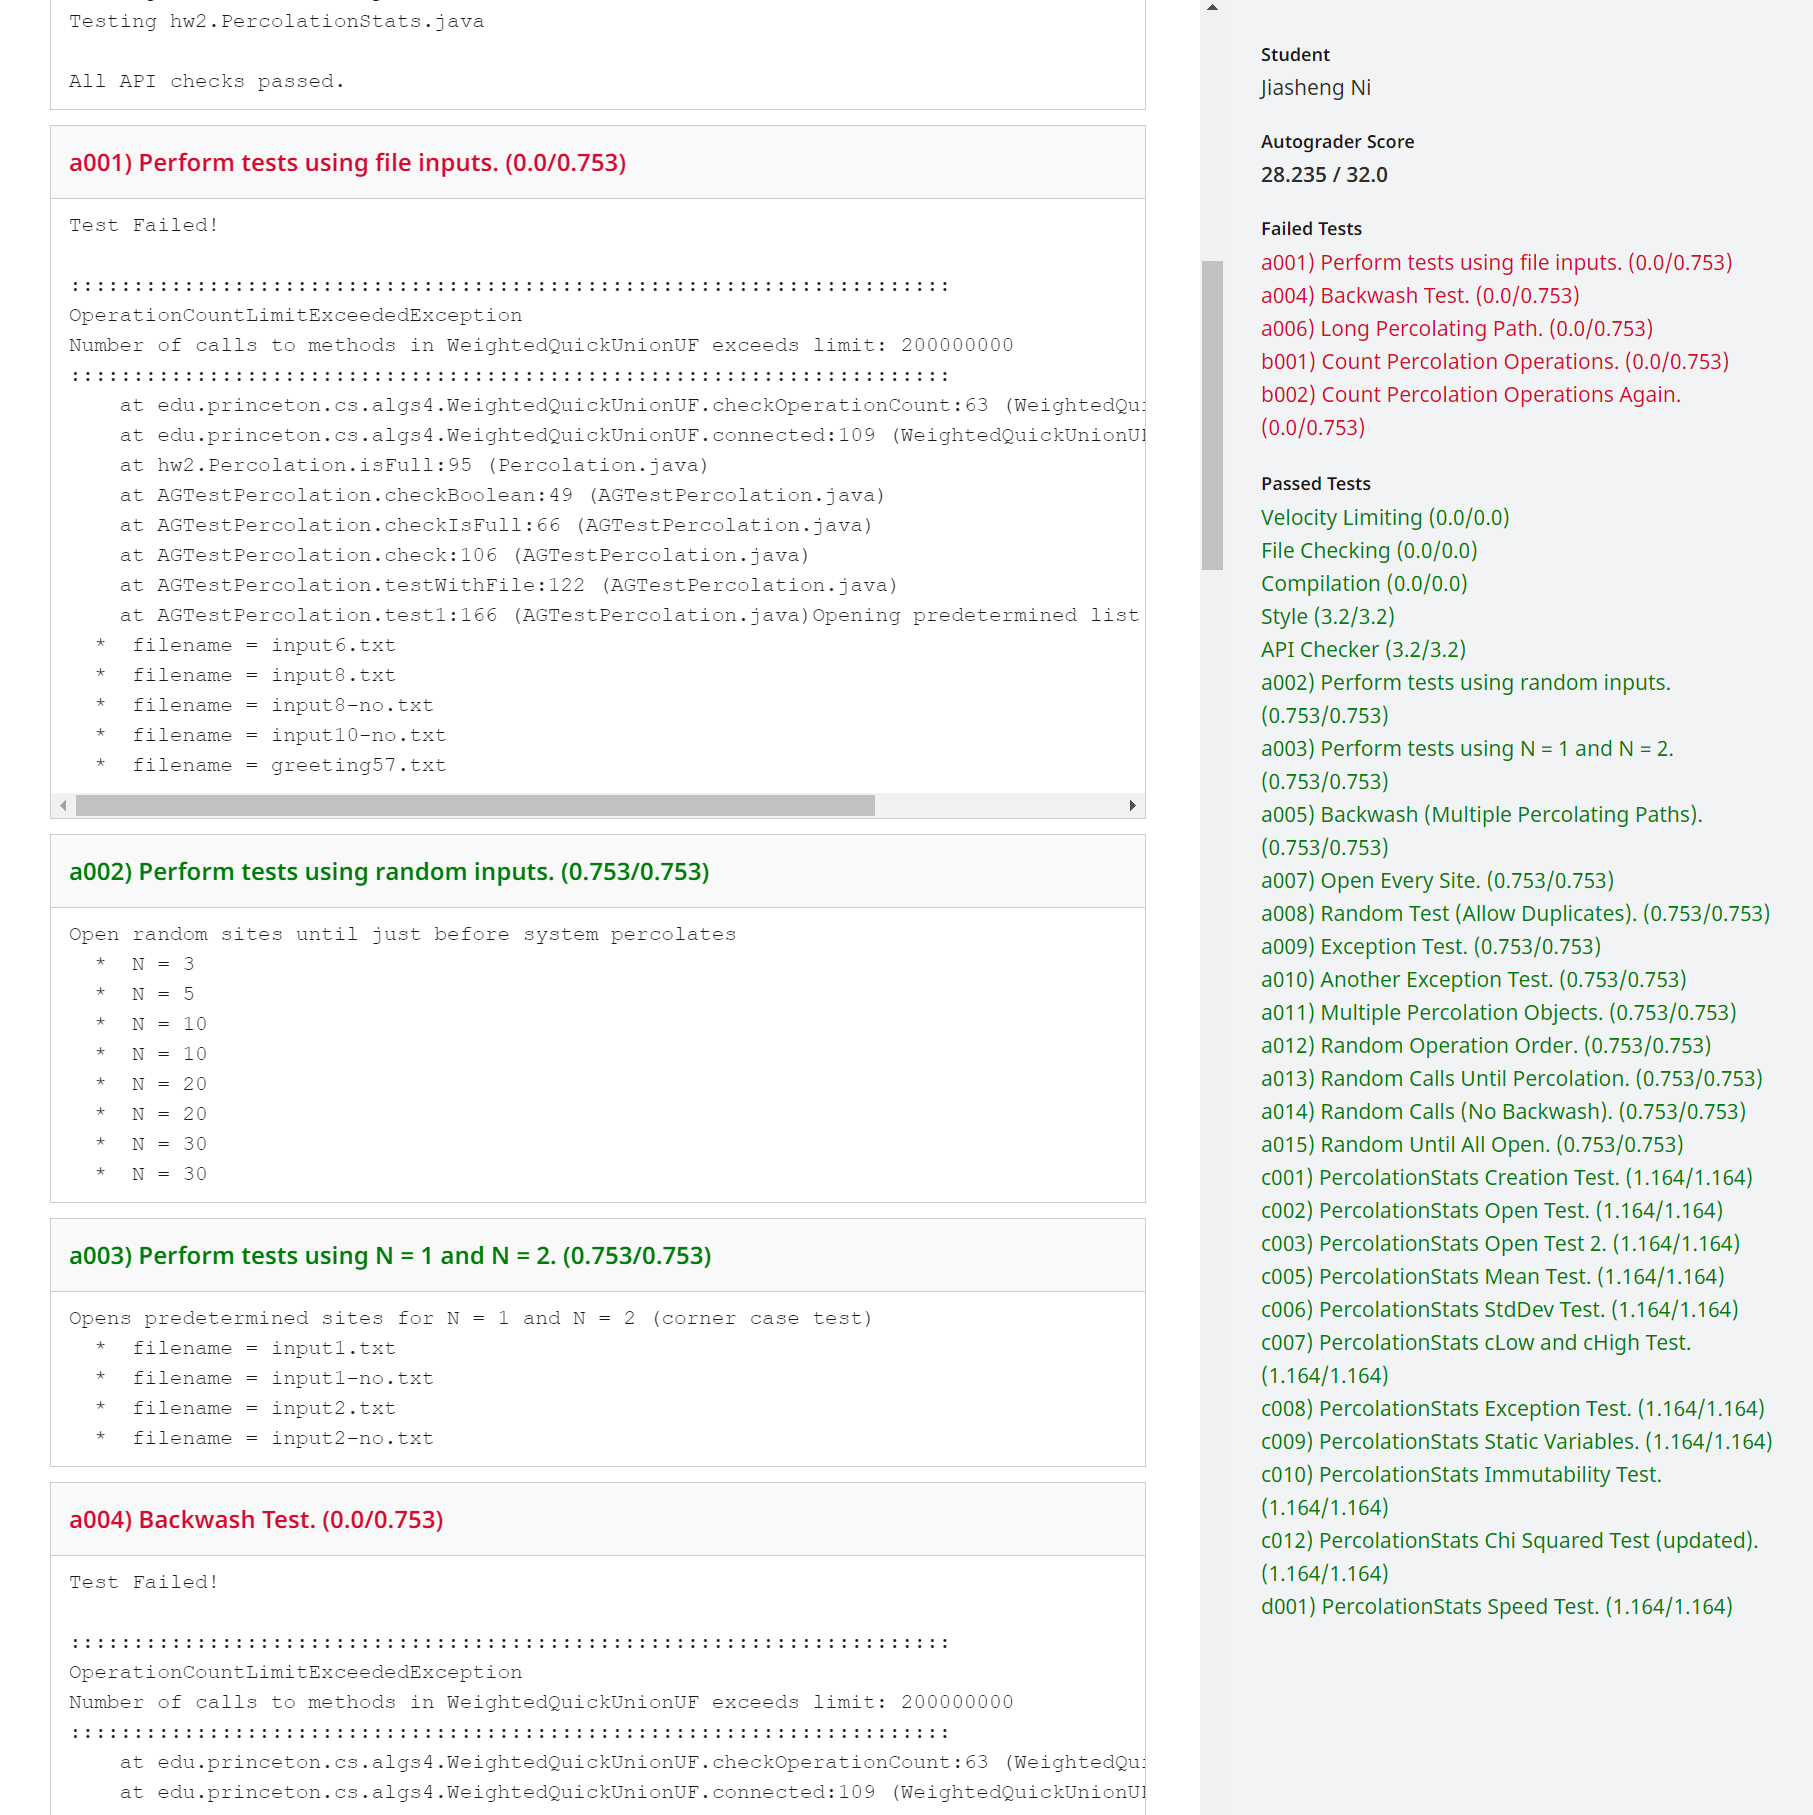 Testing hw2.PercolationStats.java
All API checks passed.
a001) Perform tests using file inputs. (0.0/0.753)
Test Failed!
::::::::::::::::::::::::::::::::::::::::::::::::::::::::::::::::::::::
OperationCountLimitExceededException
Number of calls to methods in WeightedQuickUnionUF exceeds limit: 200000000
::::::::::::::::::::::::::::::::::::::::::::::::::::::::::::::::::::::
at edu.princeton.cs.algs4.WeightedQuickUnionUF.checkOperationCount:63 (WeightedQui
at edu.princeton.cs.algs4.WeightedQuickUnionUF.connected:109 (WeightedQuickUnionU
at hw2.Percolation.isFull:95 (Percolation.java)
at AGTestPercolation.checkBoolean:49 (AGTestPercolation.java)
at AGTestPercolation.checkIsFull:66 (AGTestPercolation.java)
at AGTestPercolation.check:106 (AGTestPercolation.java)
at AGTestPercolation.testWithFile:122 (AGTestPercolation.java)
at AGTestPercolation.test1:166 (AGTestPercolation.java)Opening predetermined list
* filename = input6.txt
* filename = input8.txt
* filename = input8-no.txt
* filename = input10-no.txt
* filename = greeting57.txt
a002) Perform tests using random inputs. (0.753/0.753)
Open random sites until just before system percolates
* N = 3
* N = 5
* N = 10
* N = 10
* N = 20
* N = 20
* N = 30
* N = 30
a003) Perform tests using N = 1 and N = 2. (0.753/0.753)
Opens predetermined sites for N = 1 and N = 2 (corner case test)
* filename = input1.txt
* filename = input1-no.txt
* filename = input2.txt
* filename = input2-no.txt
a004) Backwash Test. (0.0/0.753)
Test Failed!
::::::::::::::::::::::::::::::::::::::::::::::::::::::::::::::::::::::
OperationCountLimitExceededException
Number of calls to methods in WeightedQuickUnionUF exceeds limit: 200000000
::::::::::::::::::::::::::::::::::::::::::::::::::::::::::::::::::::::
at edu.princeton.cs.algs4.WeightedQuickUnionUF.checkOperationCount:63 (WeightedQui
at edu.princeton.cs.algs4.WeightedQuickUnionUF.connected:109 (WeightedQuickUnionU
Student
Jiasheng Ni
Autograder Score
28.235 / 32.0
Failed Tests
a001) Perform tests using file inputs. (0.0/0.753)
a004) Backwash Test. (0.0/0.753)
a006) Long Percolating Path. (0.0/0.753)
b001) Count Percolation Operations. (0.0/0.753)
b002) Count Percolation Operations Again.
(0.0/0.753)
Passed Tests
Velocity Limiting (0.0/0.0)
File Checking (0.0/0.0)
Compilation (0.0/0.0)
Style (3.2/3.2)
API Checker (3.2/3.2)
a002) Perform tests using random inputs.
(0.753/0.753)
a003) Perform tests using N = 1 and N = 2.
(0.753/0.753)
a005) Backwash (Multiple Percolating Paths).
(0.753/0.753)
a007) Open Every Site. (0.753/0.753)
a008) Random Test (Allow Duplicates). (0.753/0.753)
a009) Exception Test. (0.753/0.753)
a010) Another Exception Test. (0.753/0.753)
a011) Multiple Percolation Objects. (0.753/0.753)
a012) Random Operation Order. (0.753/0.753)
a013) Random Calls Until Percolation. (0.753/0.753)
a014) Random Calls (No Backwash). (0.753/0.753)
a015) Random Until All Open. (0.753/0.753)
c001) PercolationStats Creation Test. (1.164/1.164)
c002) PercolationStats Open Test. (1.164/1.164)
c003) PercolationStats Open Test 2. (1.164/1.164)
c005) PercolationStats Mean Test. (1.164/1.164)
c006) PercolationStats StdDev Test. (1.164/1.164)
c007) PercolationStats cLow and cHigh Test.
(1.164/1.164)
c008) PercolationStats Exception Test. (1.164/1.164)
c009) PercolationStats Static Variables. (1.164/1.164)
c010) PercolationStats Immutability Test.
(1.164/1.164)
c012) PercolationStats Chi Squared Test (updated).
(1.164/1.164)
d001) PercolationStats Speed Test. (1.164/1.164)